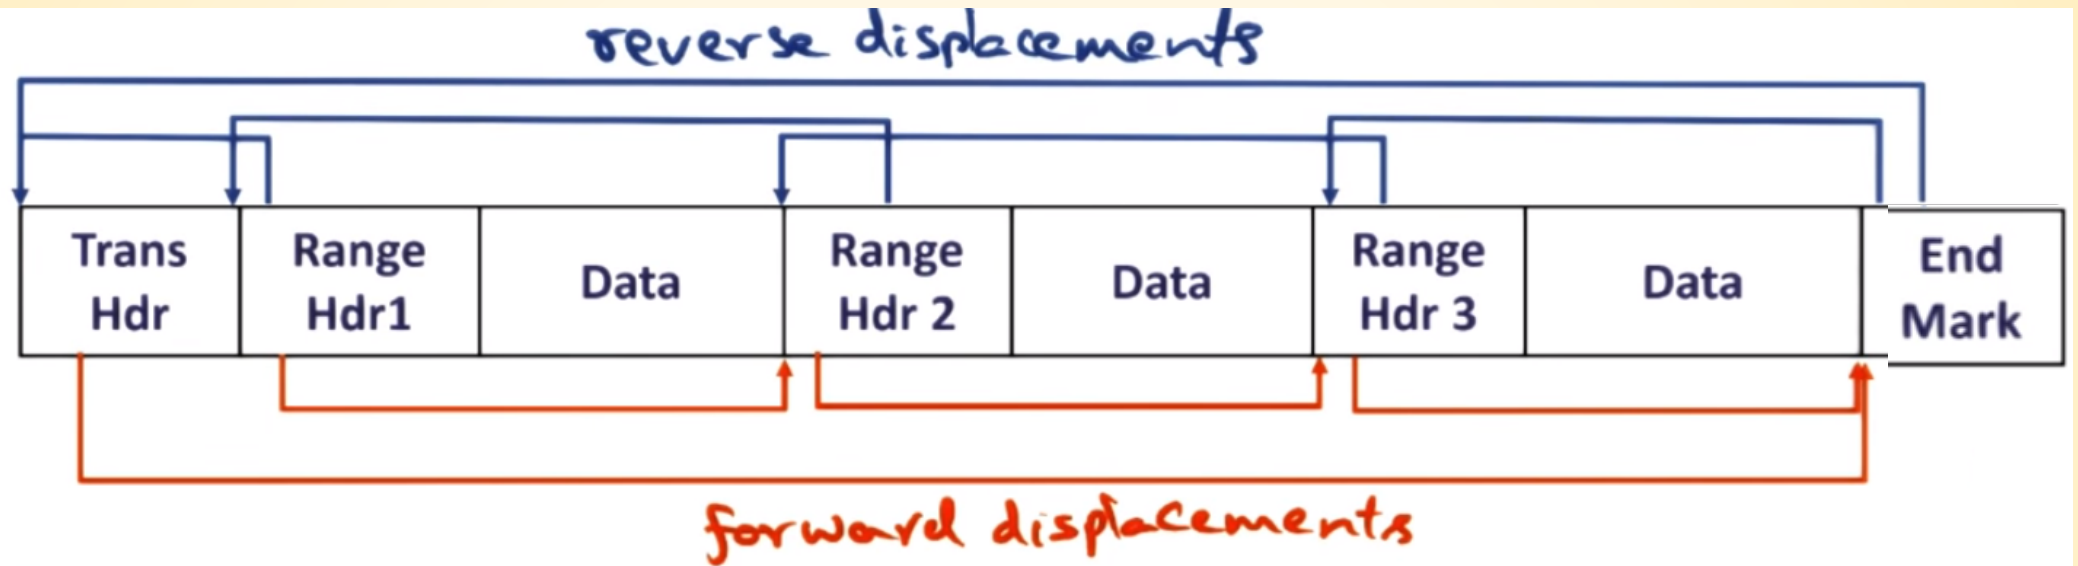 reverse displacements
Trans
Hdr
Range
Hdr1
Data
Range
Hdr 2
Data
Range
Hdr 3
Data
End
Mark
forward displacements